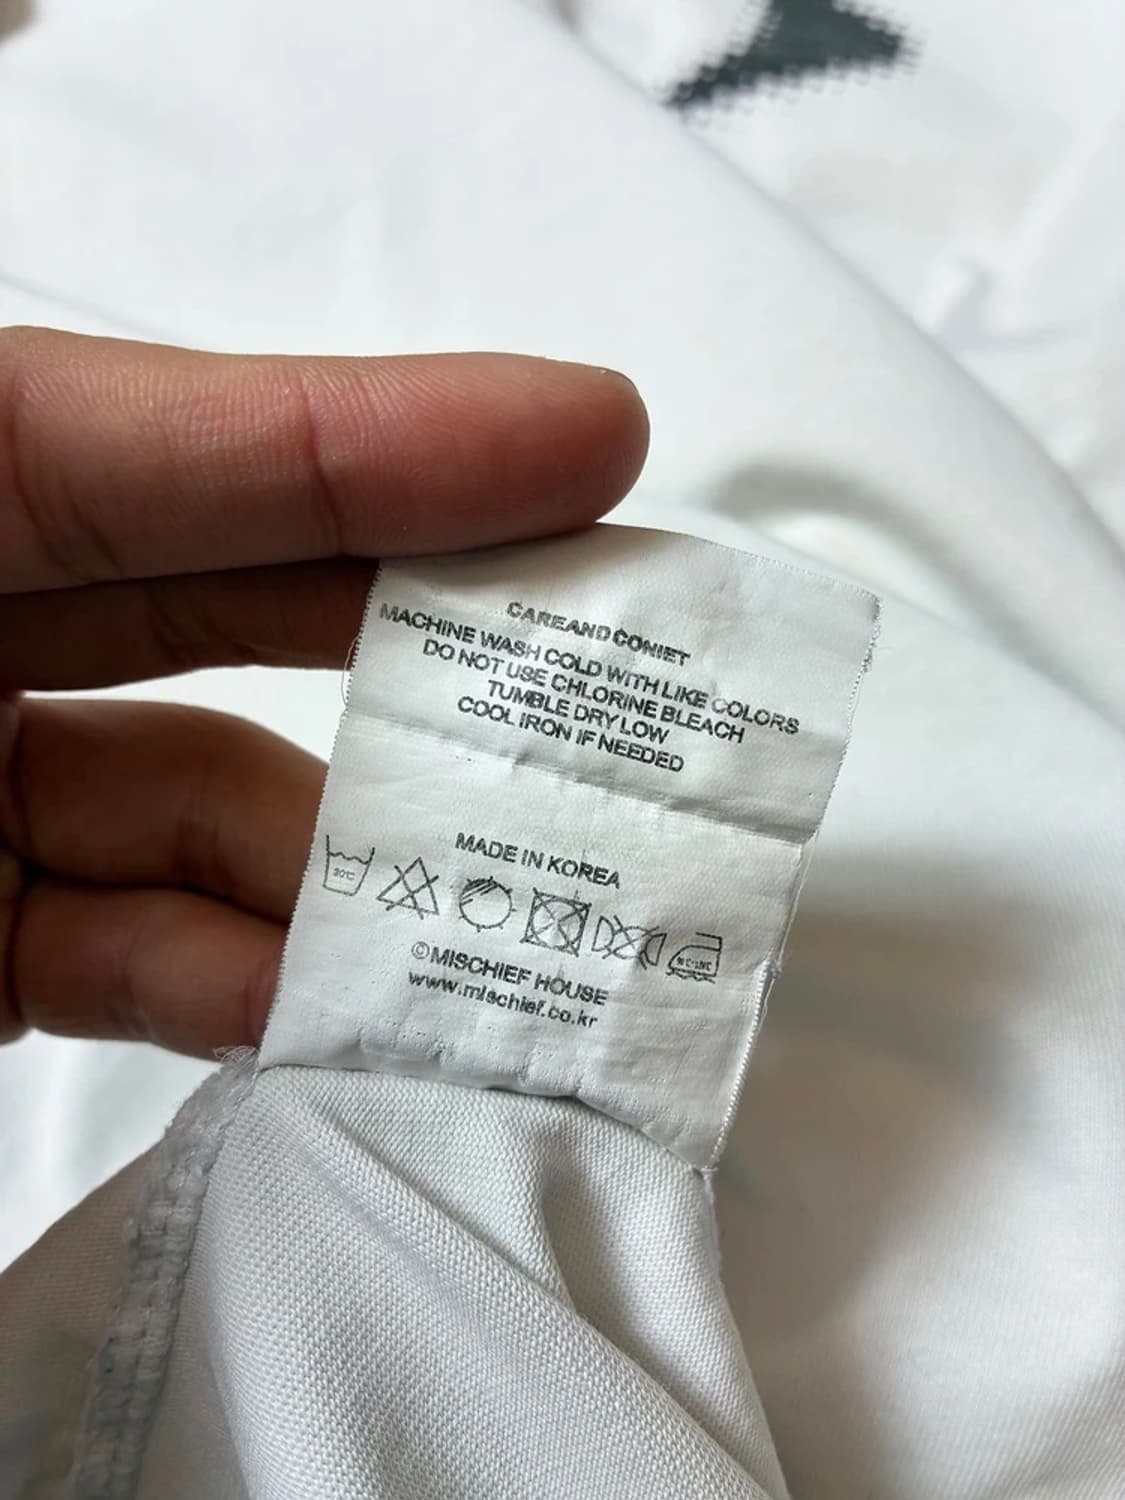 CAREAND CONIET
MACHINE WASH COLD WITH LIKE COLORS
DO NOT USE CHLORINE BLEACH
TUMBLE DRY LOW
COOL IRON IF NEEDED
MADE IN KOREA
30℃
©MISCHIEF HOUSE
www.mischief.co.kr